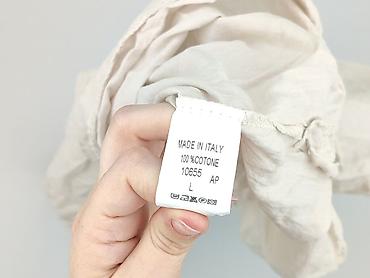 MADE IN ITALY
100 %COTONE
10655 AP
L